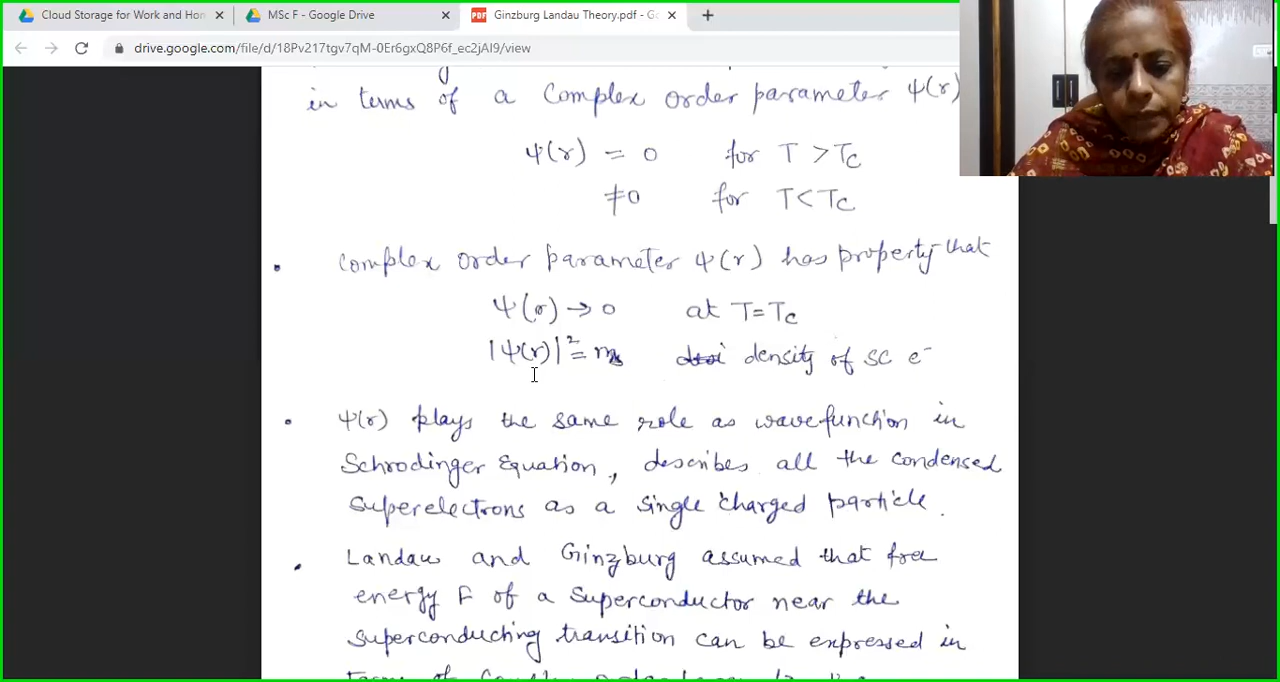 Cloud Storage for Work and Hon
MSc F - Google Drive
PDF Ginzburg Landau Theory.pdf - Go
drive.google.com/file/d/18Pv217tgv7qM-0Er6gxQ8P6f_ec2jAI9/view
in terms of a complex order parameter ψ(r)
ψ(r) = 0 for T > Tc
≠0 for T < Tc
• complex order parameter ψ(r) has property that
ψ(r) → 0 at T = Tc
|ψ(r)|² = ns density of SC e⁻
• ψ(r) plays the same role as wavefunction in
Schrodinger Equation, describes all the condensed
superelectrons as a single charged particle.
• Landau and Ginzburg assumed that free
energy F of a superconductor near the
superconducting transition can be expressed in